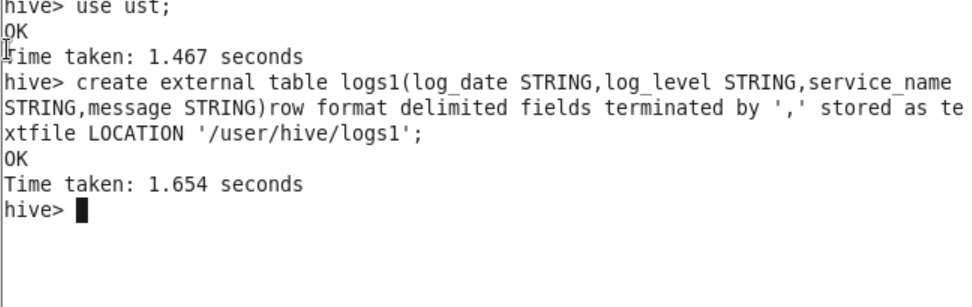 hive> use ust;
OK
Time taken: 1.467 seconds
hive> create external table logs1(log_date STRING,log_level STRING,service_name
STRING,message STRING)row format delimited fields terminated by ',' stored as te
xtfile LOCATION '/user/hive/logs1';
OK
Time taken: 1.654 seconds
hive>